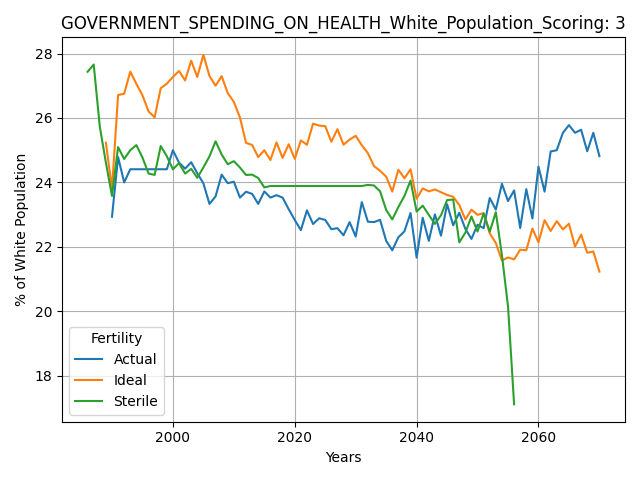 GOVERNMENT_SPENDING_ON_HEALTH_White_Population_Scoring: 3
% of White Population
28
26
24
22
20
18
Fertility
Actual
Ideal
Sterile
2000 2020 2040 2060
Years